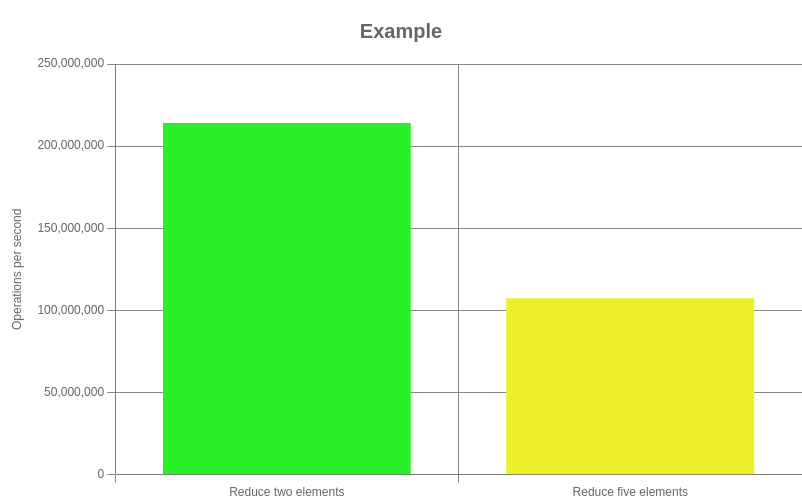 Example
250,000,000
200,000,000
150,000,000
100,000,000
50,000,000
0
Operations per second
Reduce two elements
Reduce five elements